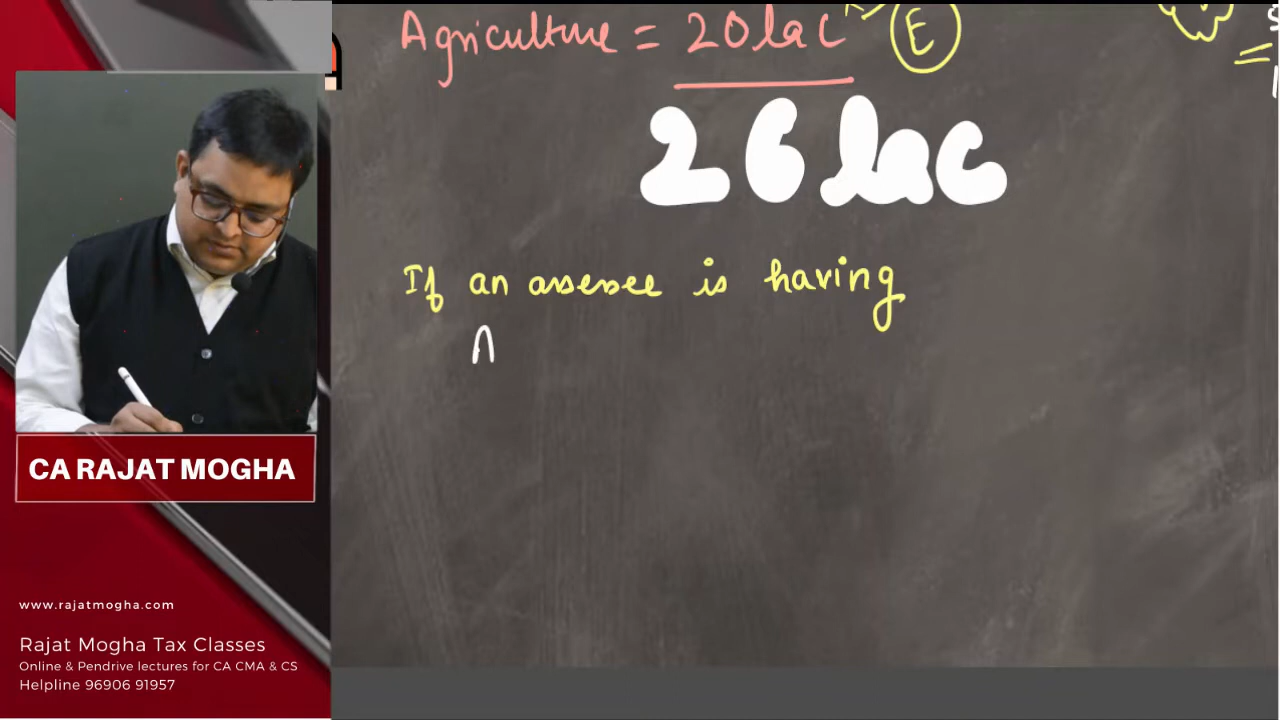 Agriculture = 20 lac E
26 lac
If an assesee is having
A
CA RAJAT MOGHA
www.rajatmogha.com
Rajat Mogha Tax Classes
Online & Pendrive lectures for CA CMA & CS
Helpline 96906 91957